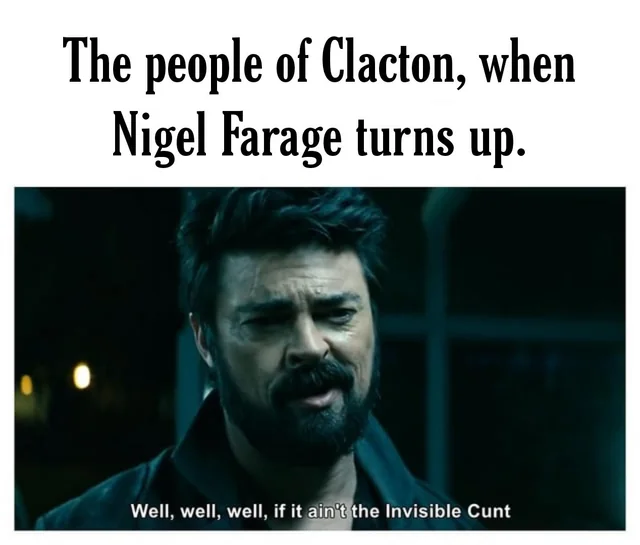 The people of Clacton, when
Nigel Farage turns up.
Well, well, well, if it ain't the Invisible Cunt